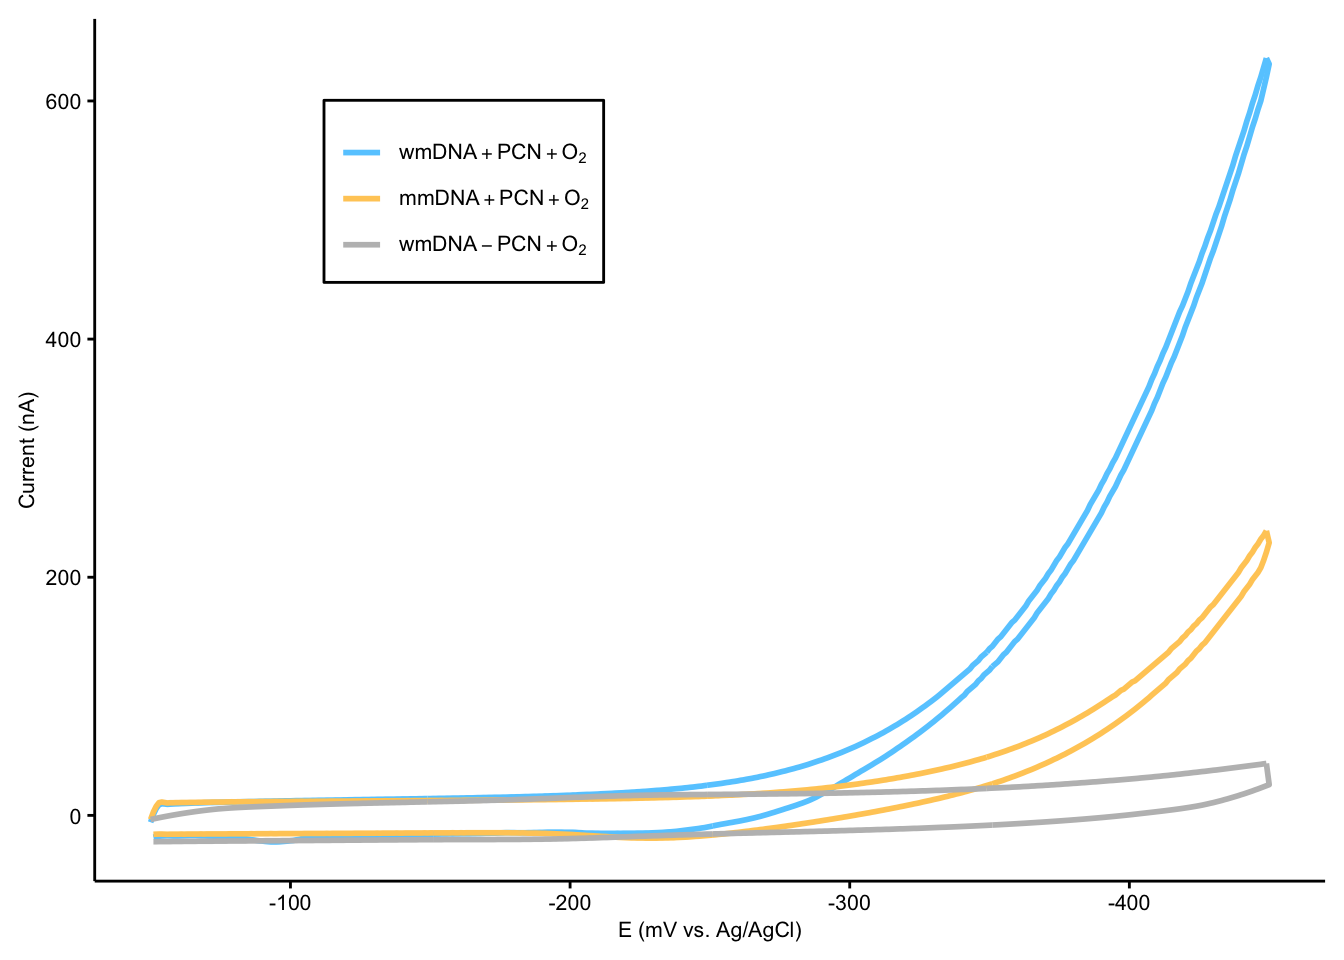 600
400
200
0
Current (nA)
wmDNA + PCN + O₂
mmDNA + PCN + O₂
wmDNA − PCN + O₂
-100 -200 -300 -400
E (mV vs. Ag/AgCl)